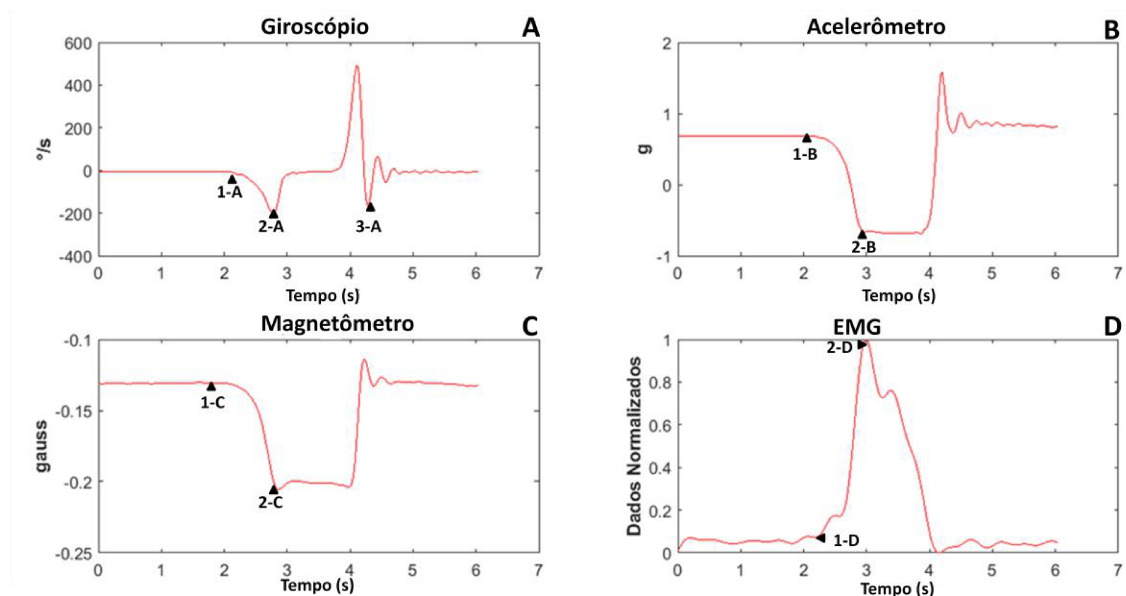 Giroscópio
A
600
400
200
0
-200
-400
°/s
1-A
2-A
3-A
0 1 2 3 4 5 6 7
Tempo (s)
Acelerômetro
B
2
1
0
-1
g
1-B
2-B
0 1 2 3 4 5 6 7
Tempo (s)
Magnetômetro
C
-0.1
-0.15
-0.2
-0.25
gauss
1-C
2-C
0 1 2 3 4 5 6 7
Tempo (s)
EMG
D
1
0.8
0.6
0.4
0.2
0
Dados Normalizados
2-D
1-D
0 1 2 3 4 5 6 7
Tempo (s)